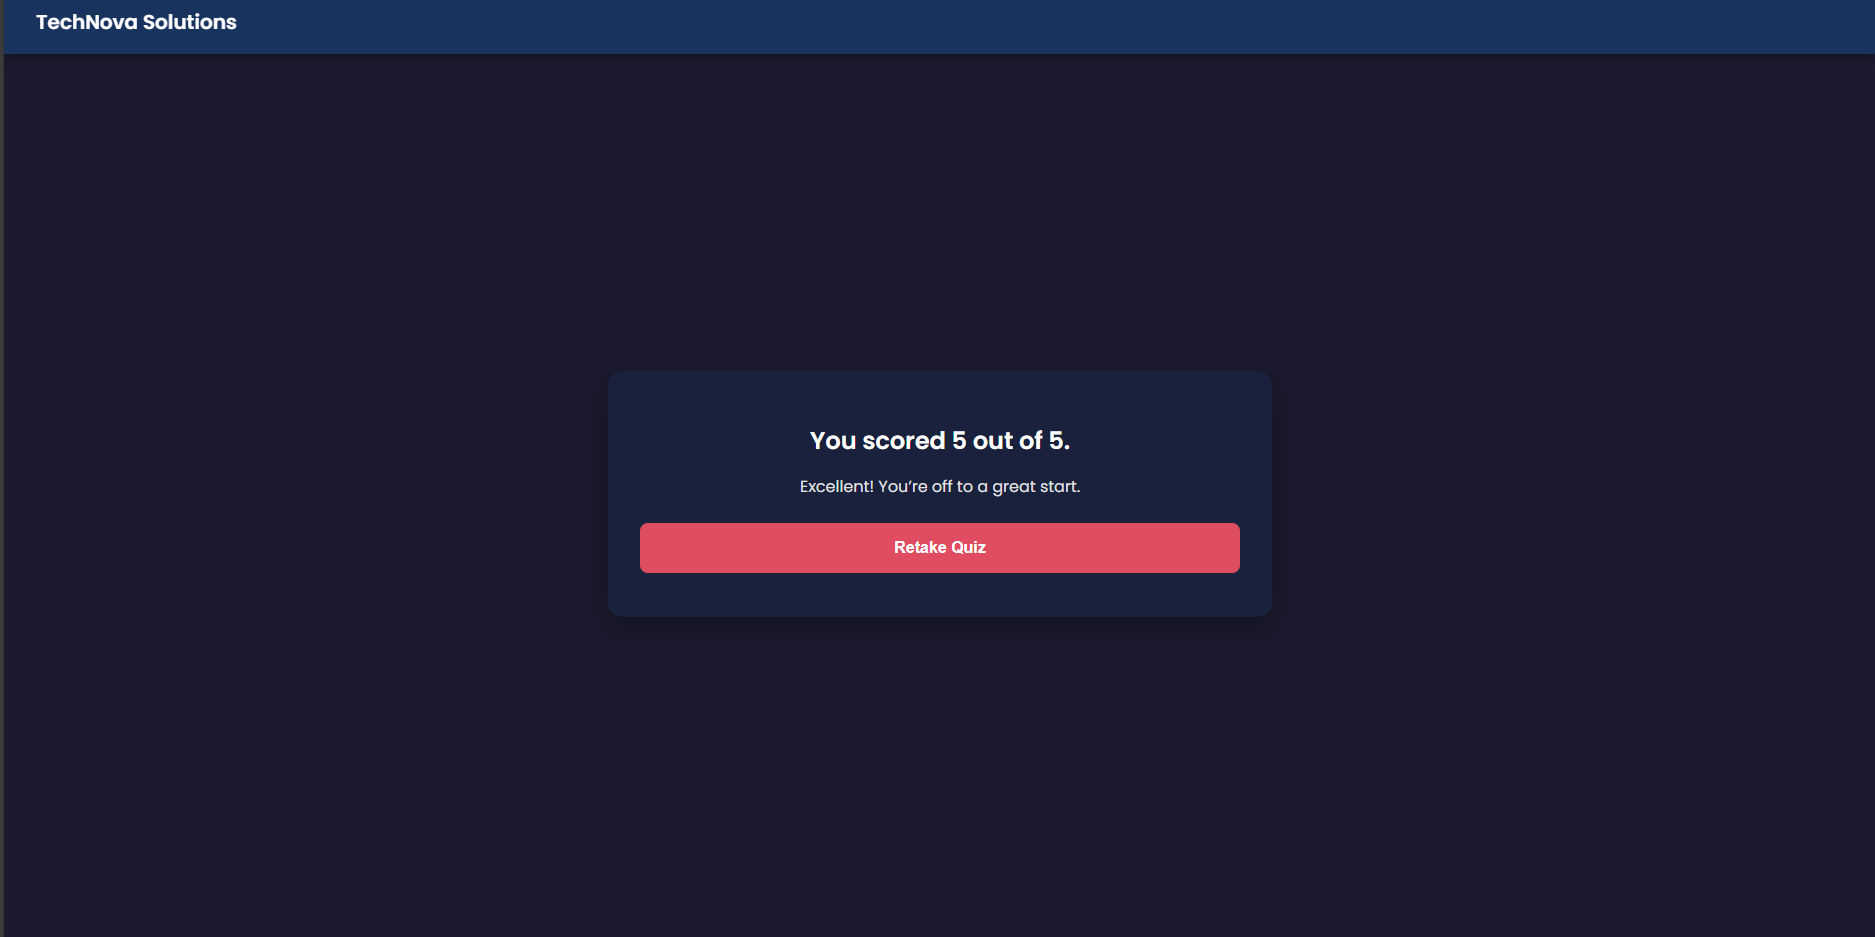 TechNova Solutions
You scored 5 out of 5.
Excellent! You’re off to a great start.
Retake Quiz